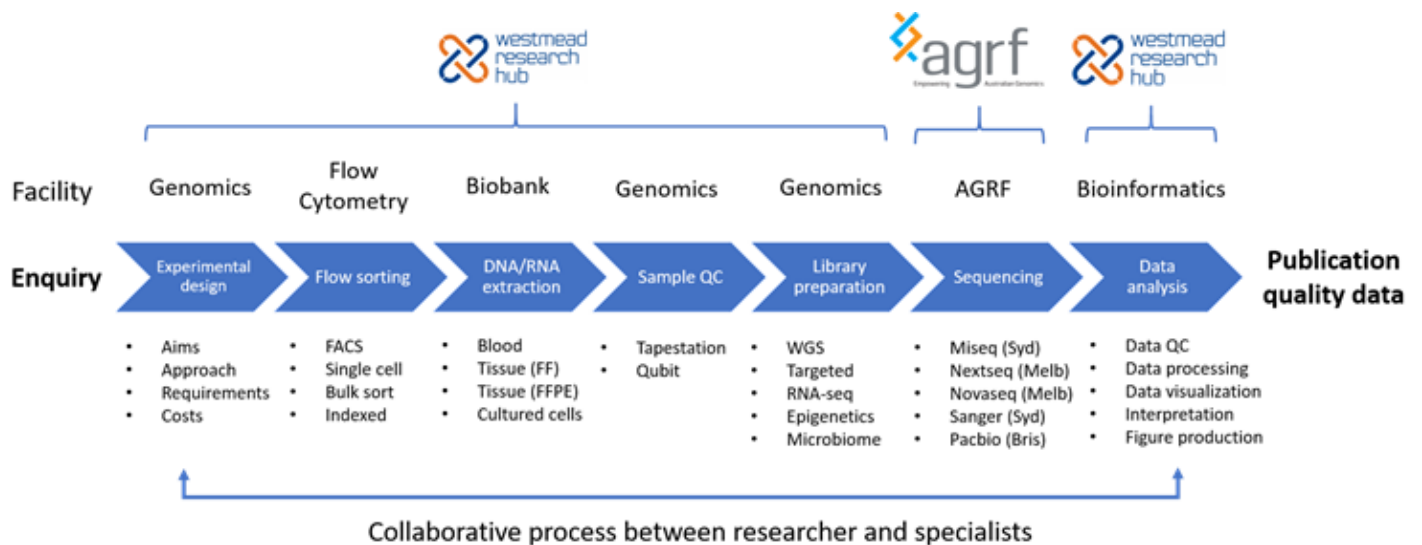 westmead
research
hub
agrf
Empowering Australian Genomics
westmead
research
hub
Facility
Genomics
Flow
Cytometry
Biobank
Genomics
Genomics
AGRF
Bioinformatics
Enquiry
Experimental
design
Flow sorting
DNA/RNA
extraction
Sample QC
Library
preparation
Sequencing
Data
analysis
Publication
quality data
• Aims
• Approach
• Requirements
• Costs
• FACS
• Single cell
• Bulk sort
• Indexed
• Blood
• Tissue (FF)
• Tissue (FFPE)
• Cultured cells
• Tapestation
• Qubit
• WGS
• Targeted
• RNA-seq
• Epigenetics
• Microbiome
• Miseq (Syd)
• Nextseq (Melb)
• Novaseq (Melb)
• Sanger (Syd)
• Pacbio (Bris)
• Data QC
• Data processing
• Data visualization
• Interpretation
• Figure production
Collaborative process between researcher and specialists